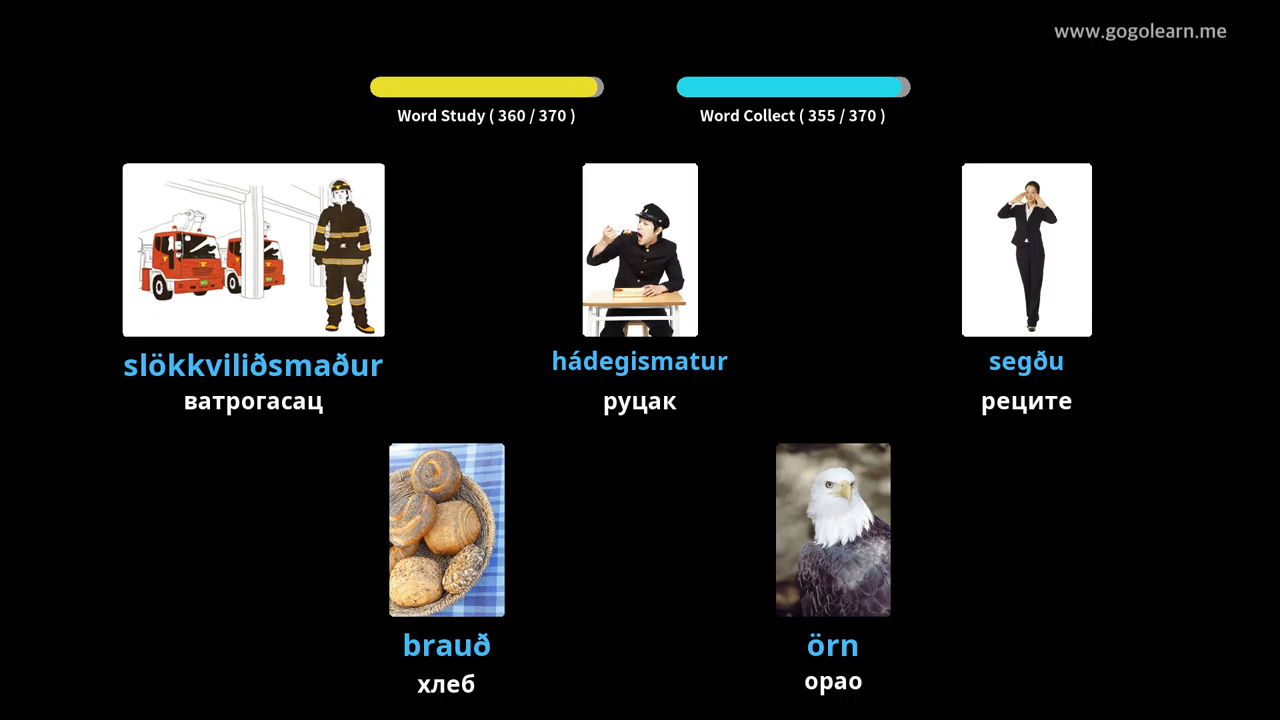 www.gogolearn.me
Word Study ( 360 / 370 )
Word Collect ( 355 / 370 )
slökkviliðsmaður
ватрогасац
hádegismatur
руцак
segðu
реците
brauð
хлеб
örn
орао